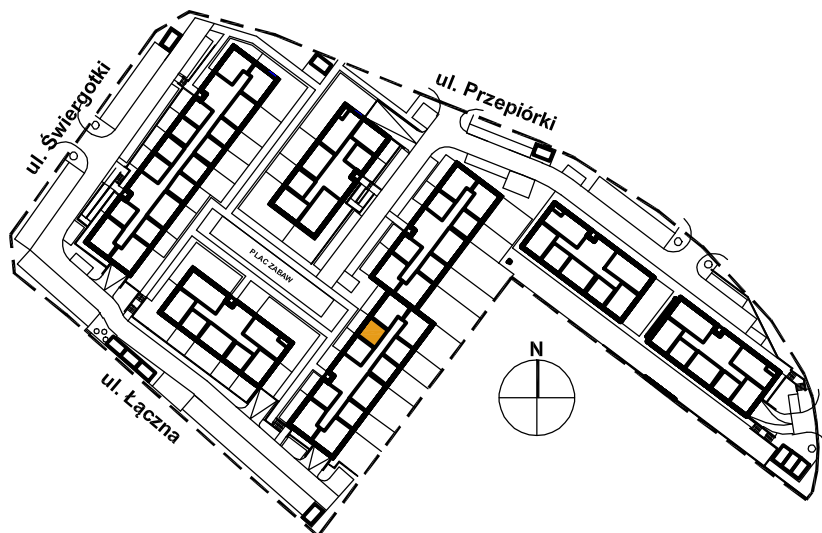 ul. Przepiórki
ul. Świergotki
PLAC ZABAW
N
ul. Łączna